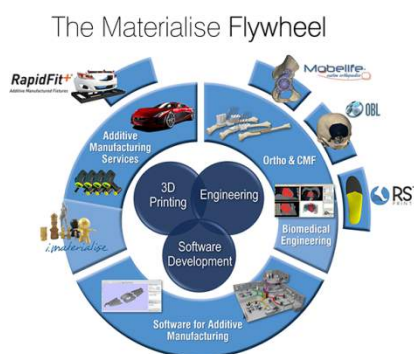 The Materialise Flywheel
RapidFit+
Additive Manufactured Fixtures
Mobelife
OBL
RS
PRINT
Additive
Manufacturing
Services
Ortho & CMF
3D
Printing
Engineering
Software
Development
Biomedical
Engineering
i.materialise
Software for Additive
Manufacturing